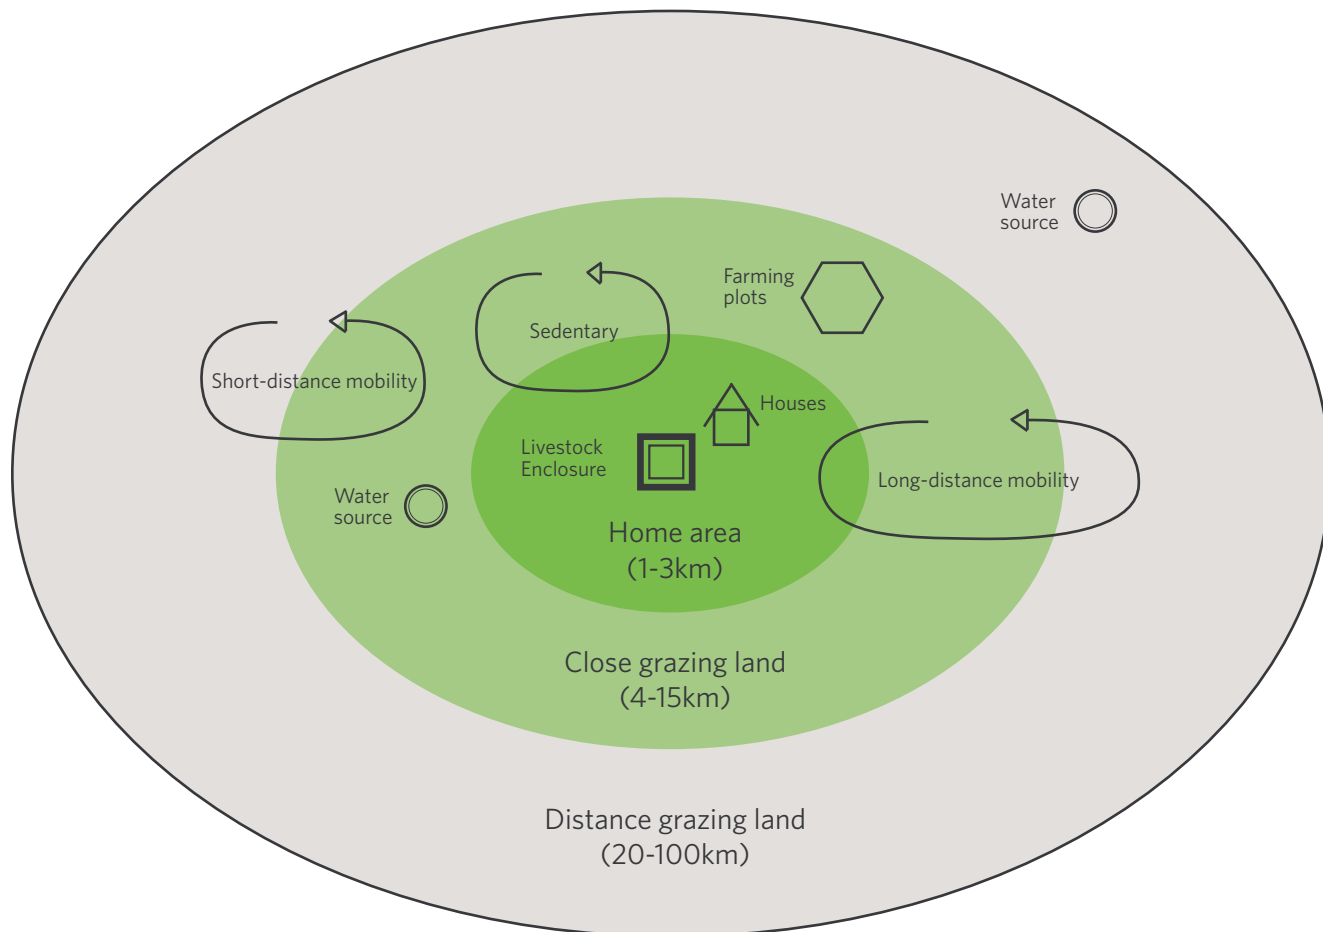 Water
source
Farming
plots
Sedentary
Short-distance mobility
Houses
Livestock
Enclosure
Long-distance mobility
Water
source
Home area
(1-3km)
Close grazing land
(4-15km)
Distance grazing land
(20-100km)